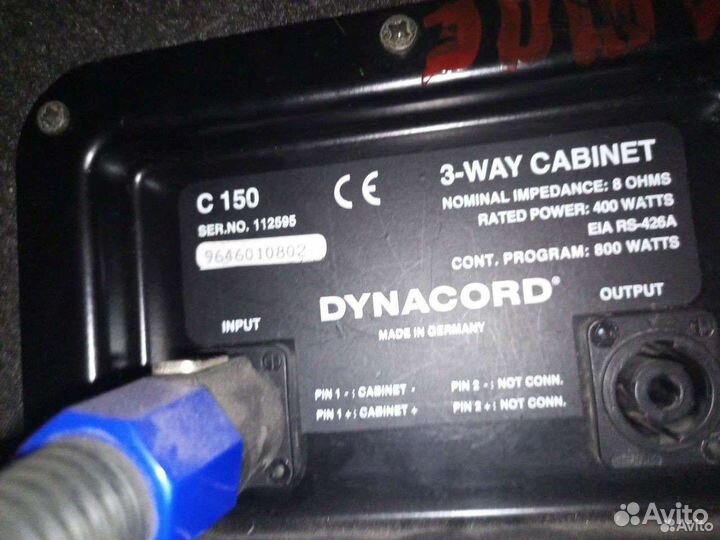 C 150
SER.NO. 112595
9646010802
CE
3-WAY CABINET
NOMINAL IMPEDANCE: 8 OHMS
RATED POWER: 400 WATTS
EIA RS-426A
CONT. PROGRAM: 800 WATTS
DYNACORD®
MADE IN GERMANY
INPUT
OUTPUT
PIN 1 - : CABINET -
PIN 1 + : CABINET +
PIN 2 - : NOT CONN.
PIN 2 + : NOT CONN.
Avito
Avito